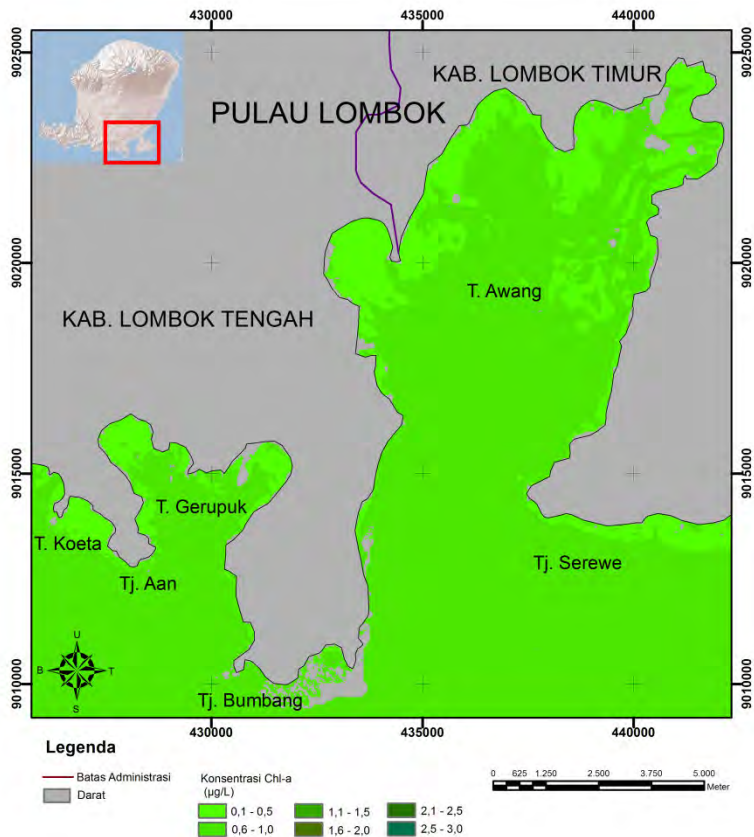 430000 435000 440000
9025000 9025000
KAB. LOMBOK TIMUR
PULAU LOMBOK
9020000 9020000
T. Awang
KAB. LOMBOK TENGAH
9015000 9015000
T. Gerupuk
T. Koeta
Tj. Aan
Tj. Serewe
U
B T
S
9010000 9010000
Tj. Bumbang
430000 435000 440000
Legenda
Batas Administrasi
Darat
Konsentrasi Chl-a
(µg/L)
0,1 - 0,5 1,1 - 1,5 2,1 - 2,5
0,6 - 1,0 1,6 - 2,0 2,5 - 3,0
0 625 1.250 2.500 3.750 5.000
Meter